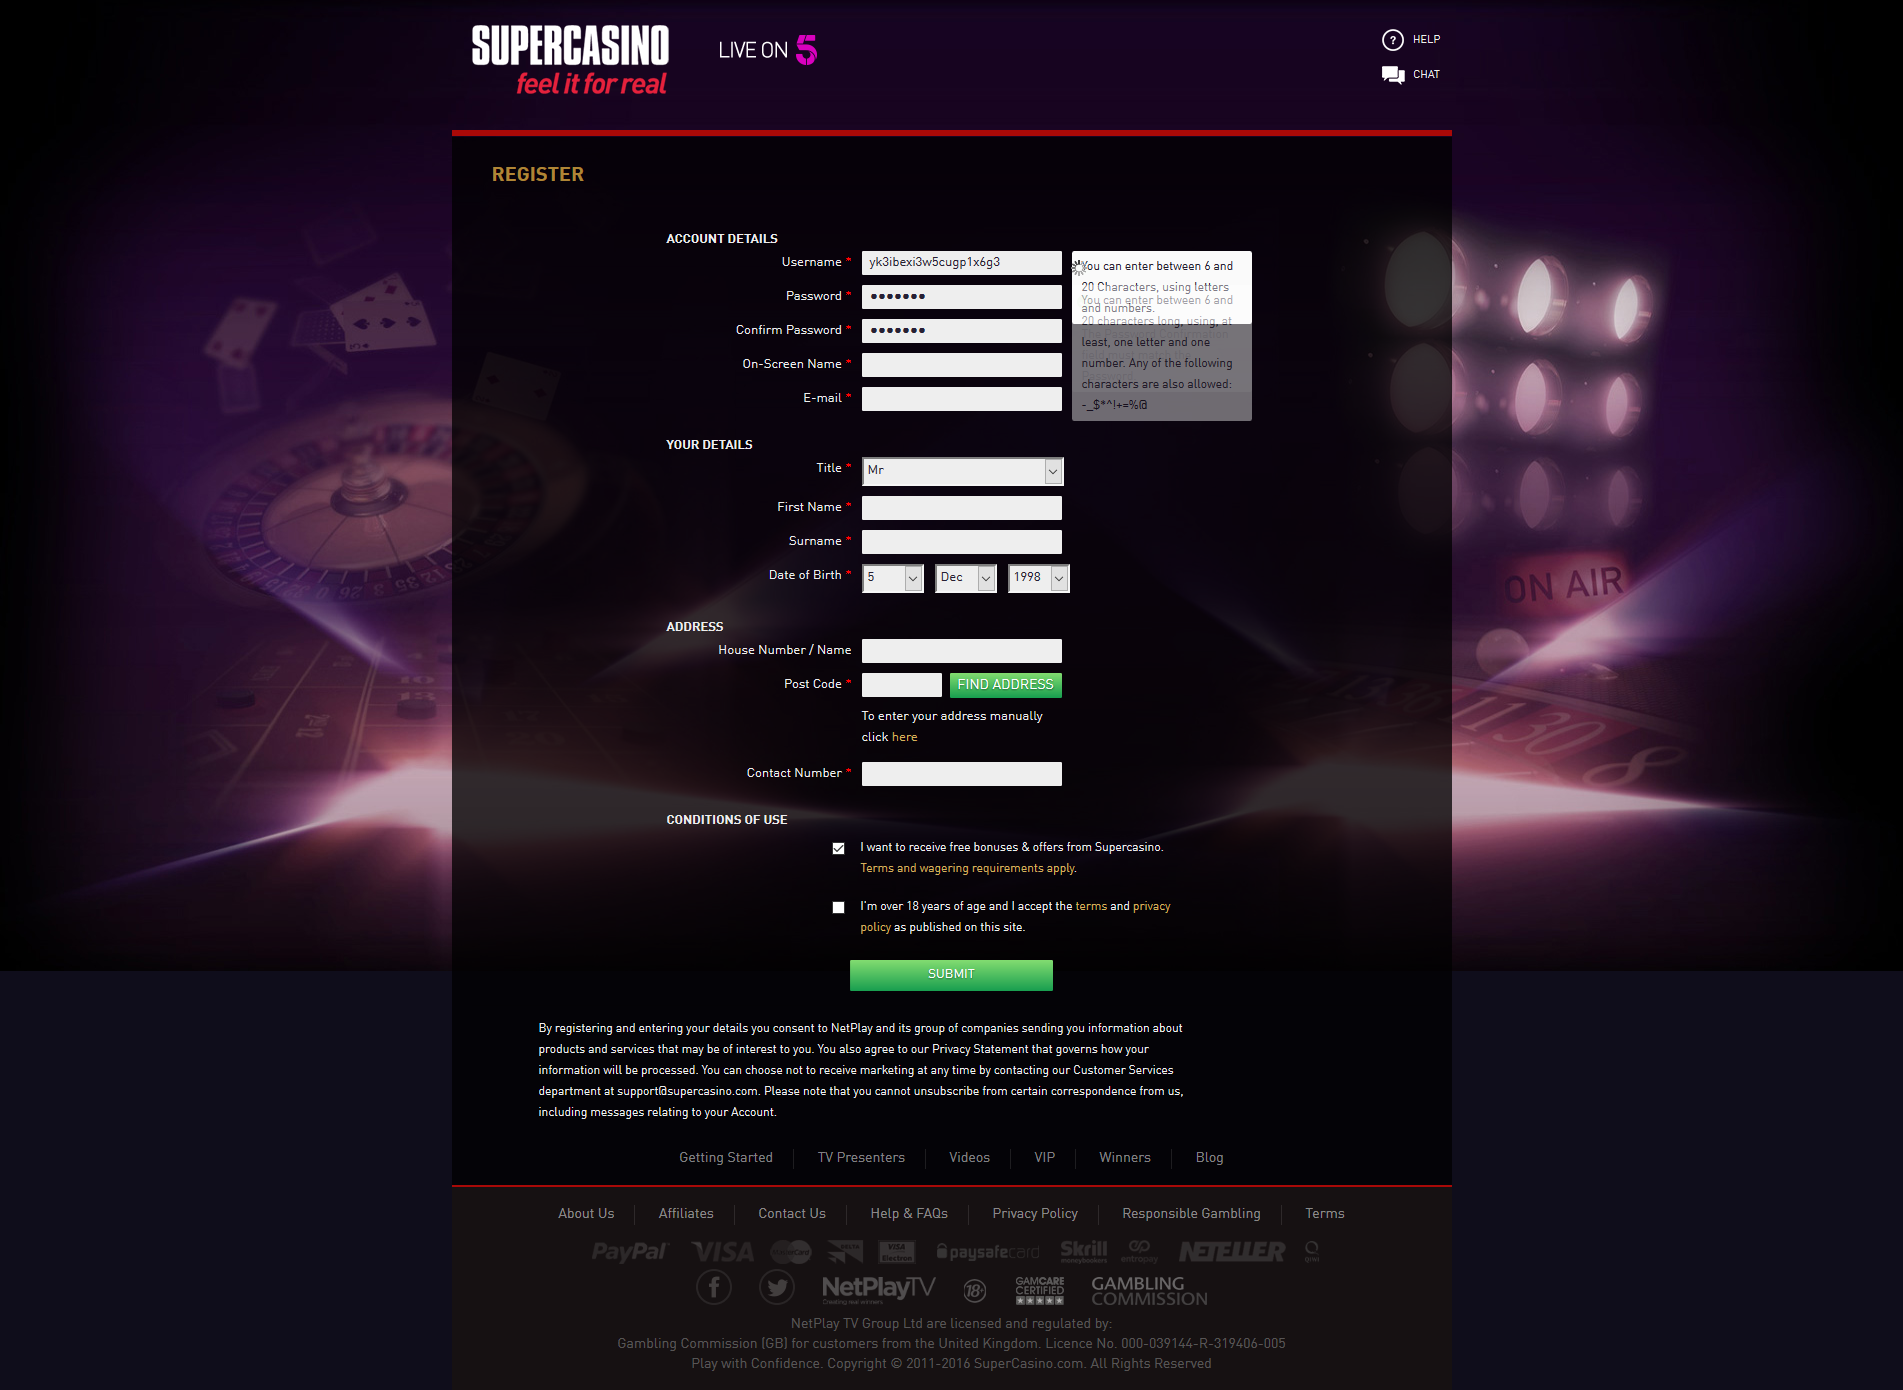 SUPERCASINO
feel it for real
LIVE ON 5
? HELP
CHAT
REGISTER
ACCOUNT DETAILS
Username * yk3ibexi3w5cugp1x6g3
You can enter between 6 and
20 Characters, using letters
and numbers.
Password * •••••••
You can enter between 6 and
20 characters long, using, at
least, one letter and one
number. Any of the following
characters are also allowed:
-_$*^!+=%@
Confirm Password * •••••••
On-Screen Name *
E-mail *
YOUR DETAILS
Title * Mr
First Name *
Surname *
Date of Birth * 5 Dec 1998
ADDRESS
House Number / Name
Post Code * FIND ADDRESS
To enter your address manually
click here
Contact Number *
CONDITIONS OF USE
I want to receive free bonuses & offers from Supercasino.
Terms and wagering requirements apply.
I'm over 18 years of age and I accept the terms and privacy
policy as published on this site.
SUBMIT
By registering and entering your details you consent to NetPlay and its group of companies sending you information about
products and services that may be of interest to you. You also agree to our Privacy Statement that governs how your
information will be processed. You can choose not to receive marketing at any time by contacting our Customer Services
department at support@supercasino.com. Please note that you cannot unsubscribe from certain correspondence from us,
including messages relating to your Account.
Getting Started TV Presenters Videos VIP Winners Blog
About Us Affiliates Contact Us Help & FAQs Privacy Policy Responsible Gambling Terms
PayPal VISA MasterCard DELTA VISA Electron paysafecard Skrill moneybookers entropay NETELLER QIWI
NetPlayTV Creating real winners 18+ GAMCARE CERTIFIED GAMBLING COMMISSION
NetPlay TV Group Ltd are licensed and regulated by:
Gambling Commission (GB) for customers from the United Kingdom. Licence No. 000-039144-R-319406-005
Play with Confidence. Copyright © 2011-2016 SuperCasino.com. All Rights Reserved
ON AIR